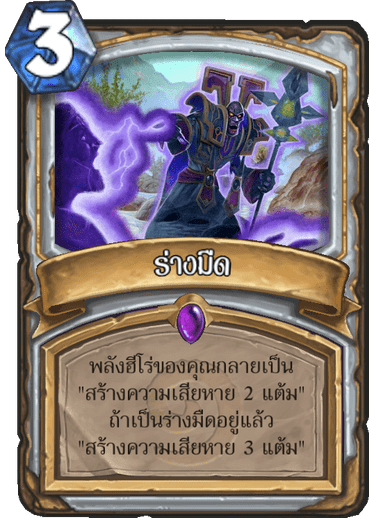 3
ร่างมืด
พลังฮีโร่ของคุณกลายเป็น
"สร้างความเสียหาย 2 แต้ม"
ถ้าเป็นร่างมืดอยู่แล้ว
"สร้างความเสียหาย 3 แต้ม"